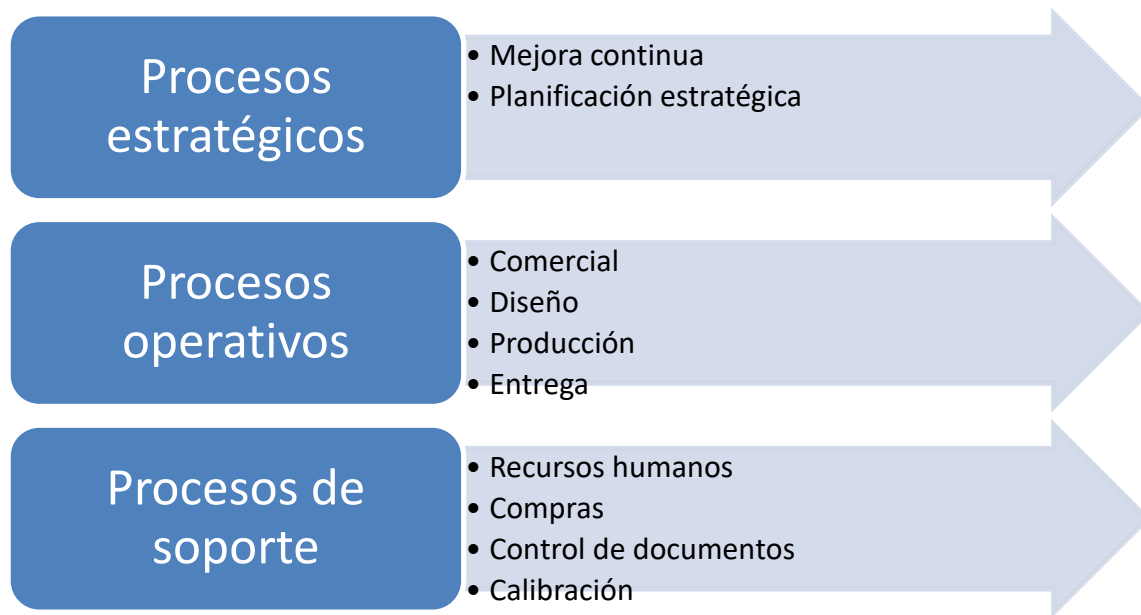 Procesos
estratégicos
• Mejora continua
• Planificación estratégica
Procesos
operativos
• Comercial
• Diseño
• Producción
• Entrega
Procesos de
soporte
• Recursos humanos
• Compras
• Control de documentos
• Calibración